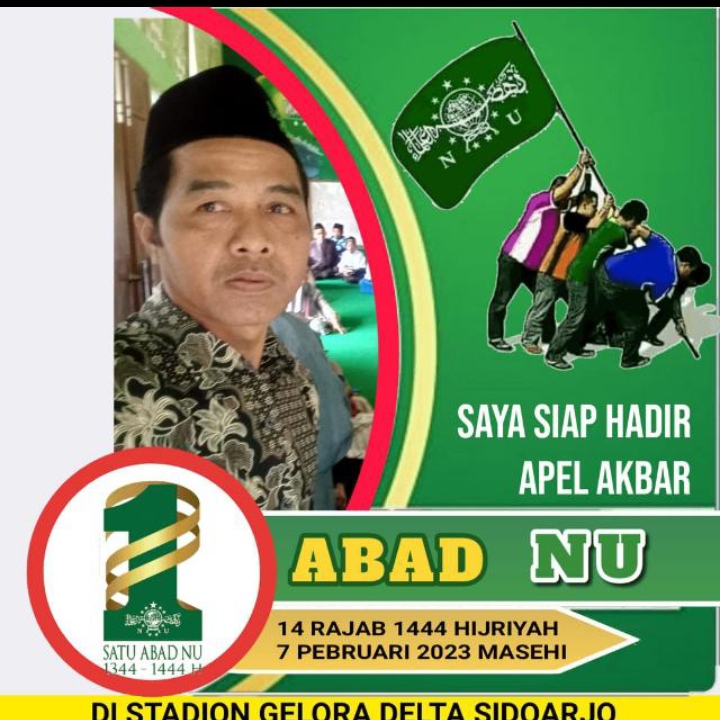 N U
SAYA SIAP HADIR
APEL AKBAR
1
ABAD NU
N U
SATU ABAD NU
1344 - 1444 H
14 RAJAB 1444 HIJRIYAH
7 PEBRUARI 2023 MASEHI
DI STADION GELORA DELTA SIDOARJO